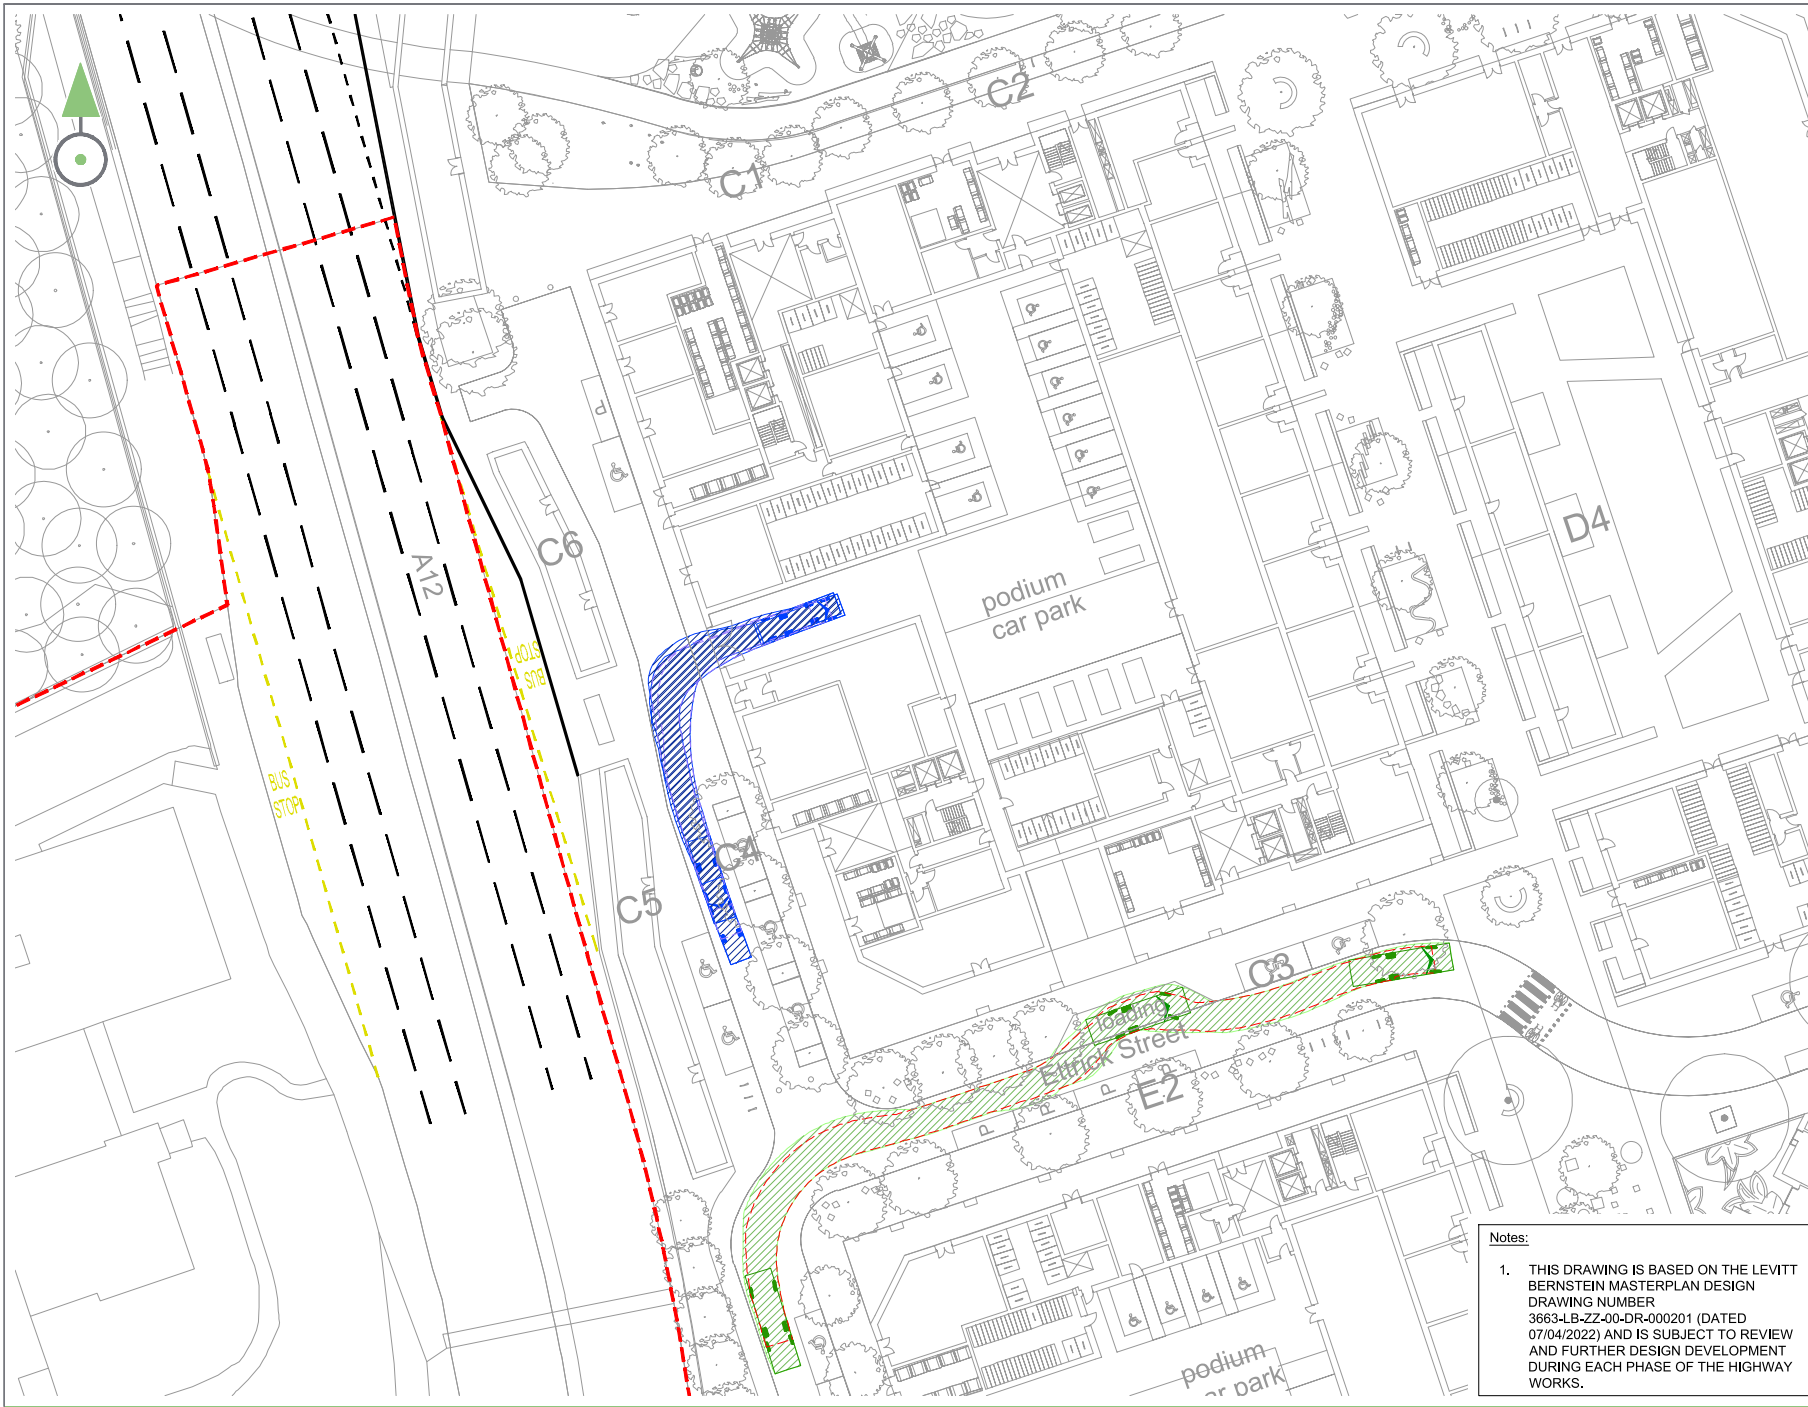 C2
C1
C6
A12
D4
podium
car park
BUS
STOP
BUS
STOP
C4
C5
C3
loading
Ettrick Street
E2
P
P
P
P
P
podium
car park
Notes:
1. THIS DRAWING IS BASED ON THE LEVITT
BERNSTEIN MASTERPLAN DESIGN
DRAWING NUMBER
3663-LB-ZZ-00-DR-000201 (DATED
07/04/2022) AND IS SUBJECT TO REVIEW
AND FURTHER DESIGN DEVELOPMENT
DURING EACH PHASE OF THE HIGHWAY
WORKS.